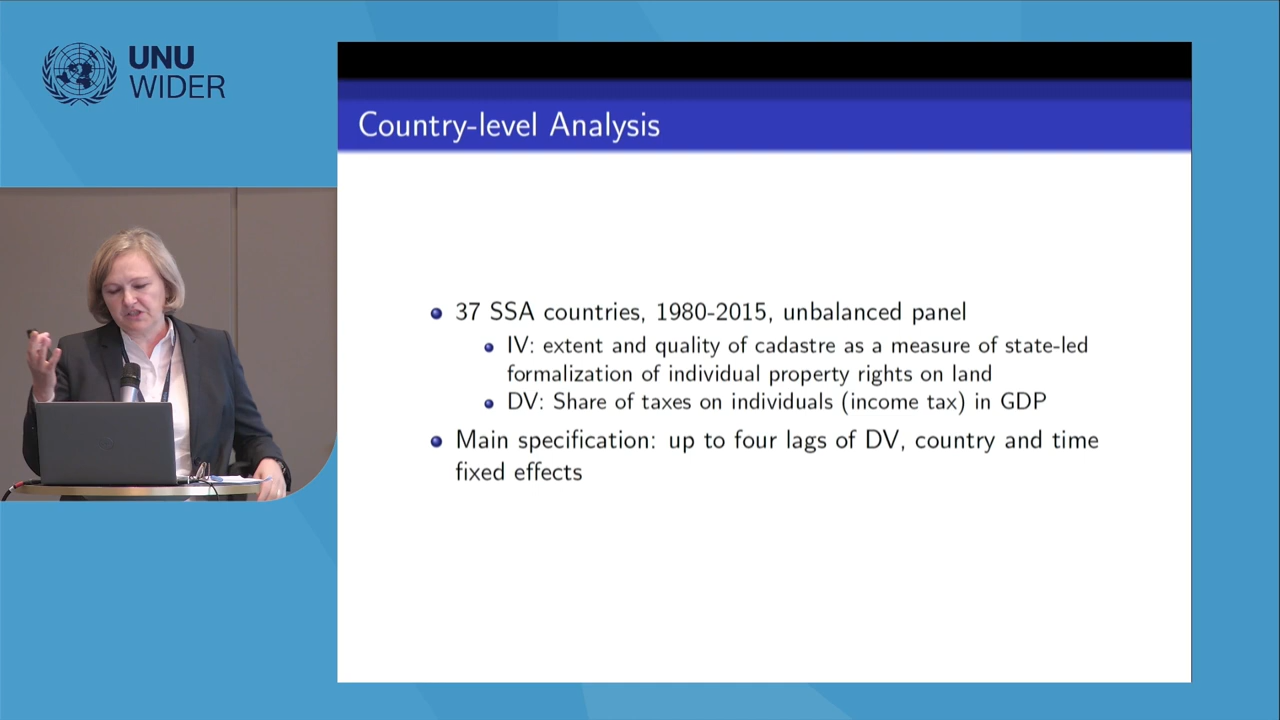 UNU
WIDER
Country-level Analysis
37 SSA countries, 1980-2015, unbalanced panel
IV: extent and quality of cadastre as a measure of state-led
formalization of individual property rights on land
DV: Share of taxes on individuals (income tax) in GDP
Main specification: up to four lags of DV, country and time
fixed effects